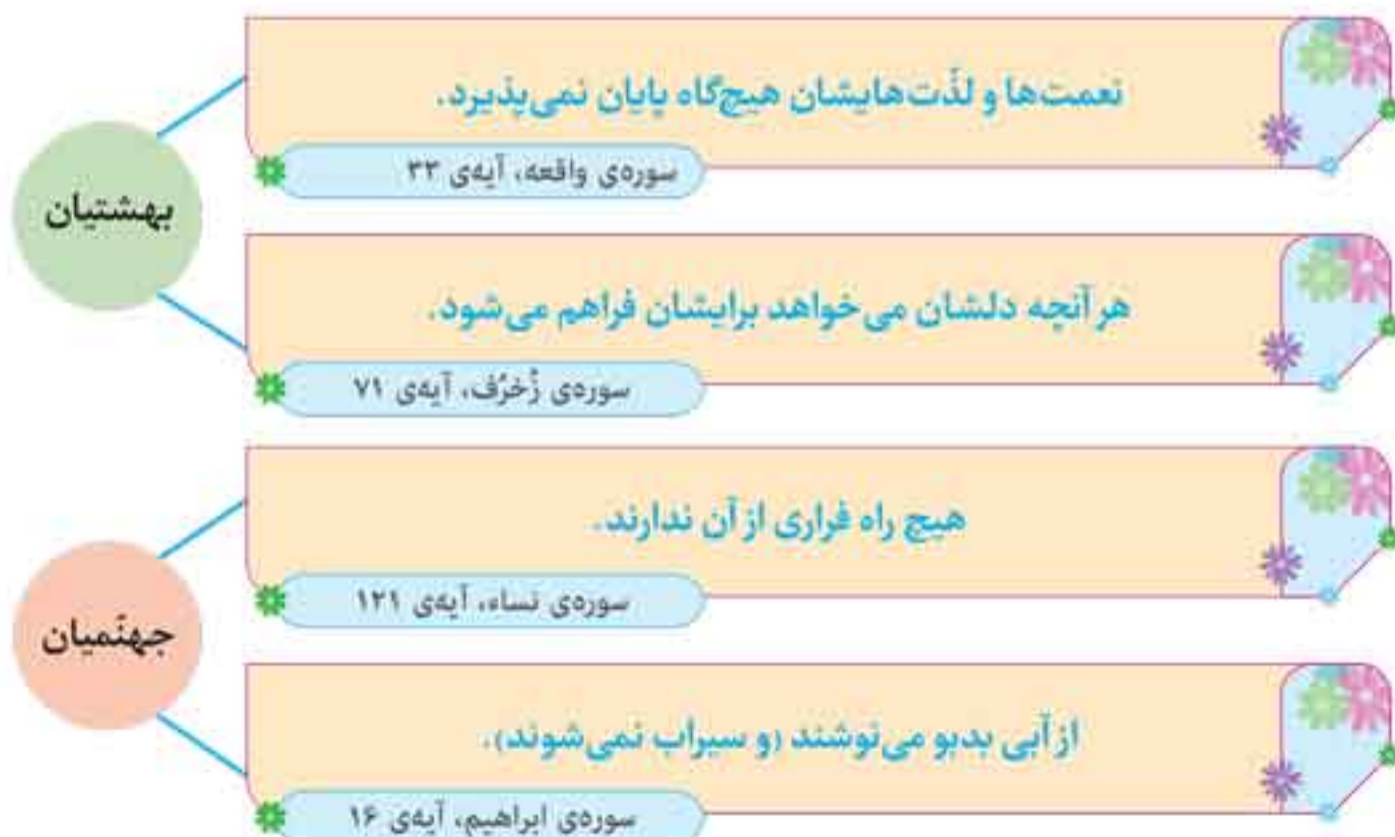 بهشتیان
نعمت‌ها و لذّت‌هایشان هیچ‌گاه پایان نمی‌پذیرد.
سوره‌ی واقعه، آیه‌ی ۳۳
هر آنچه دلشان می‌خواهد برایشان فراهم می‌شود.
سوره‌ی زُخرُف، آیه‌ی ۷۱
جهنّمیان
هیچ راه فراری از آن ندارند.
سوره‌ی نساء، آیه‌ی ۱۲۱
از آبی بدبو می‌نوشند (و سیراب نمی‌شوند).
سوره‌ی ابراهیم، آیه‌ی ۱۶